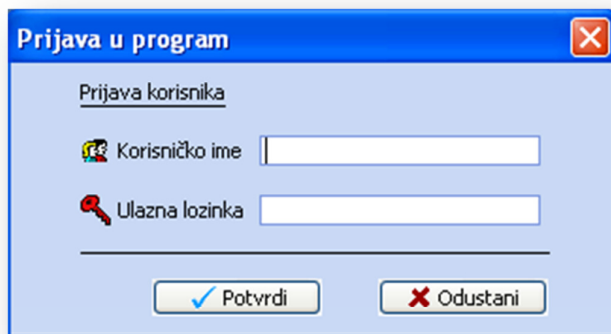 Prijava u program
Prijava korisnika
Korisničko ime
Ulazna lozinka
Potvrdi Odustani